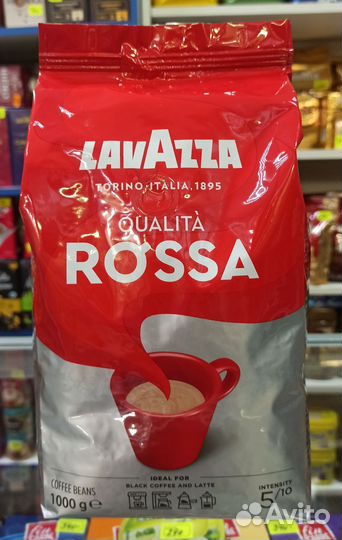 LAVAZZA
TORINO, ITALIA, 1895
QUALITÀ
ROSSA
IDEAL FOR
BLACK COFFEE AND LATTE
COFFEE BEANS
1000 g e
INTENSITY
5/10
Avito